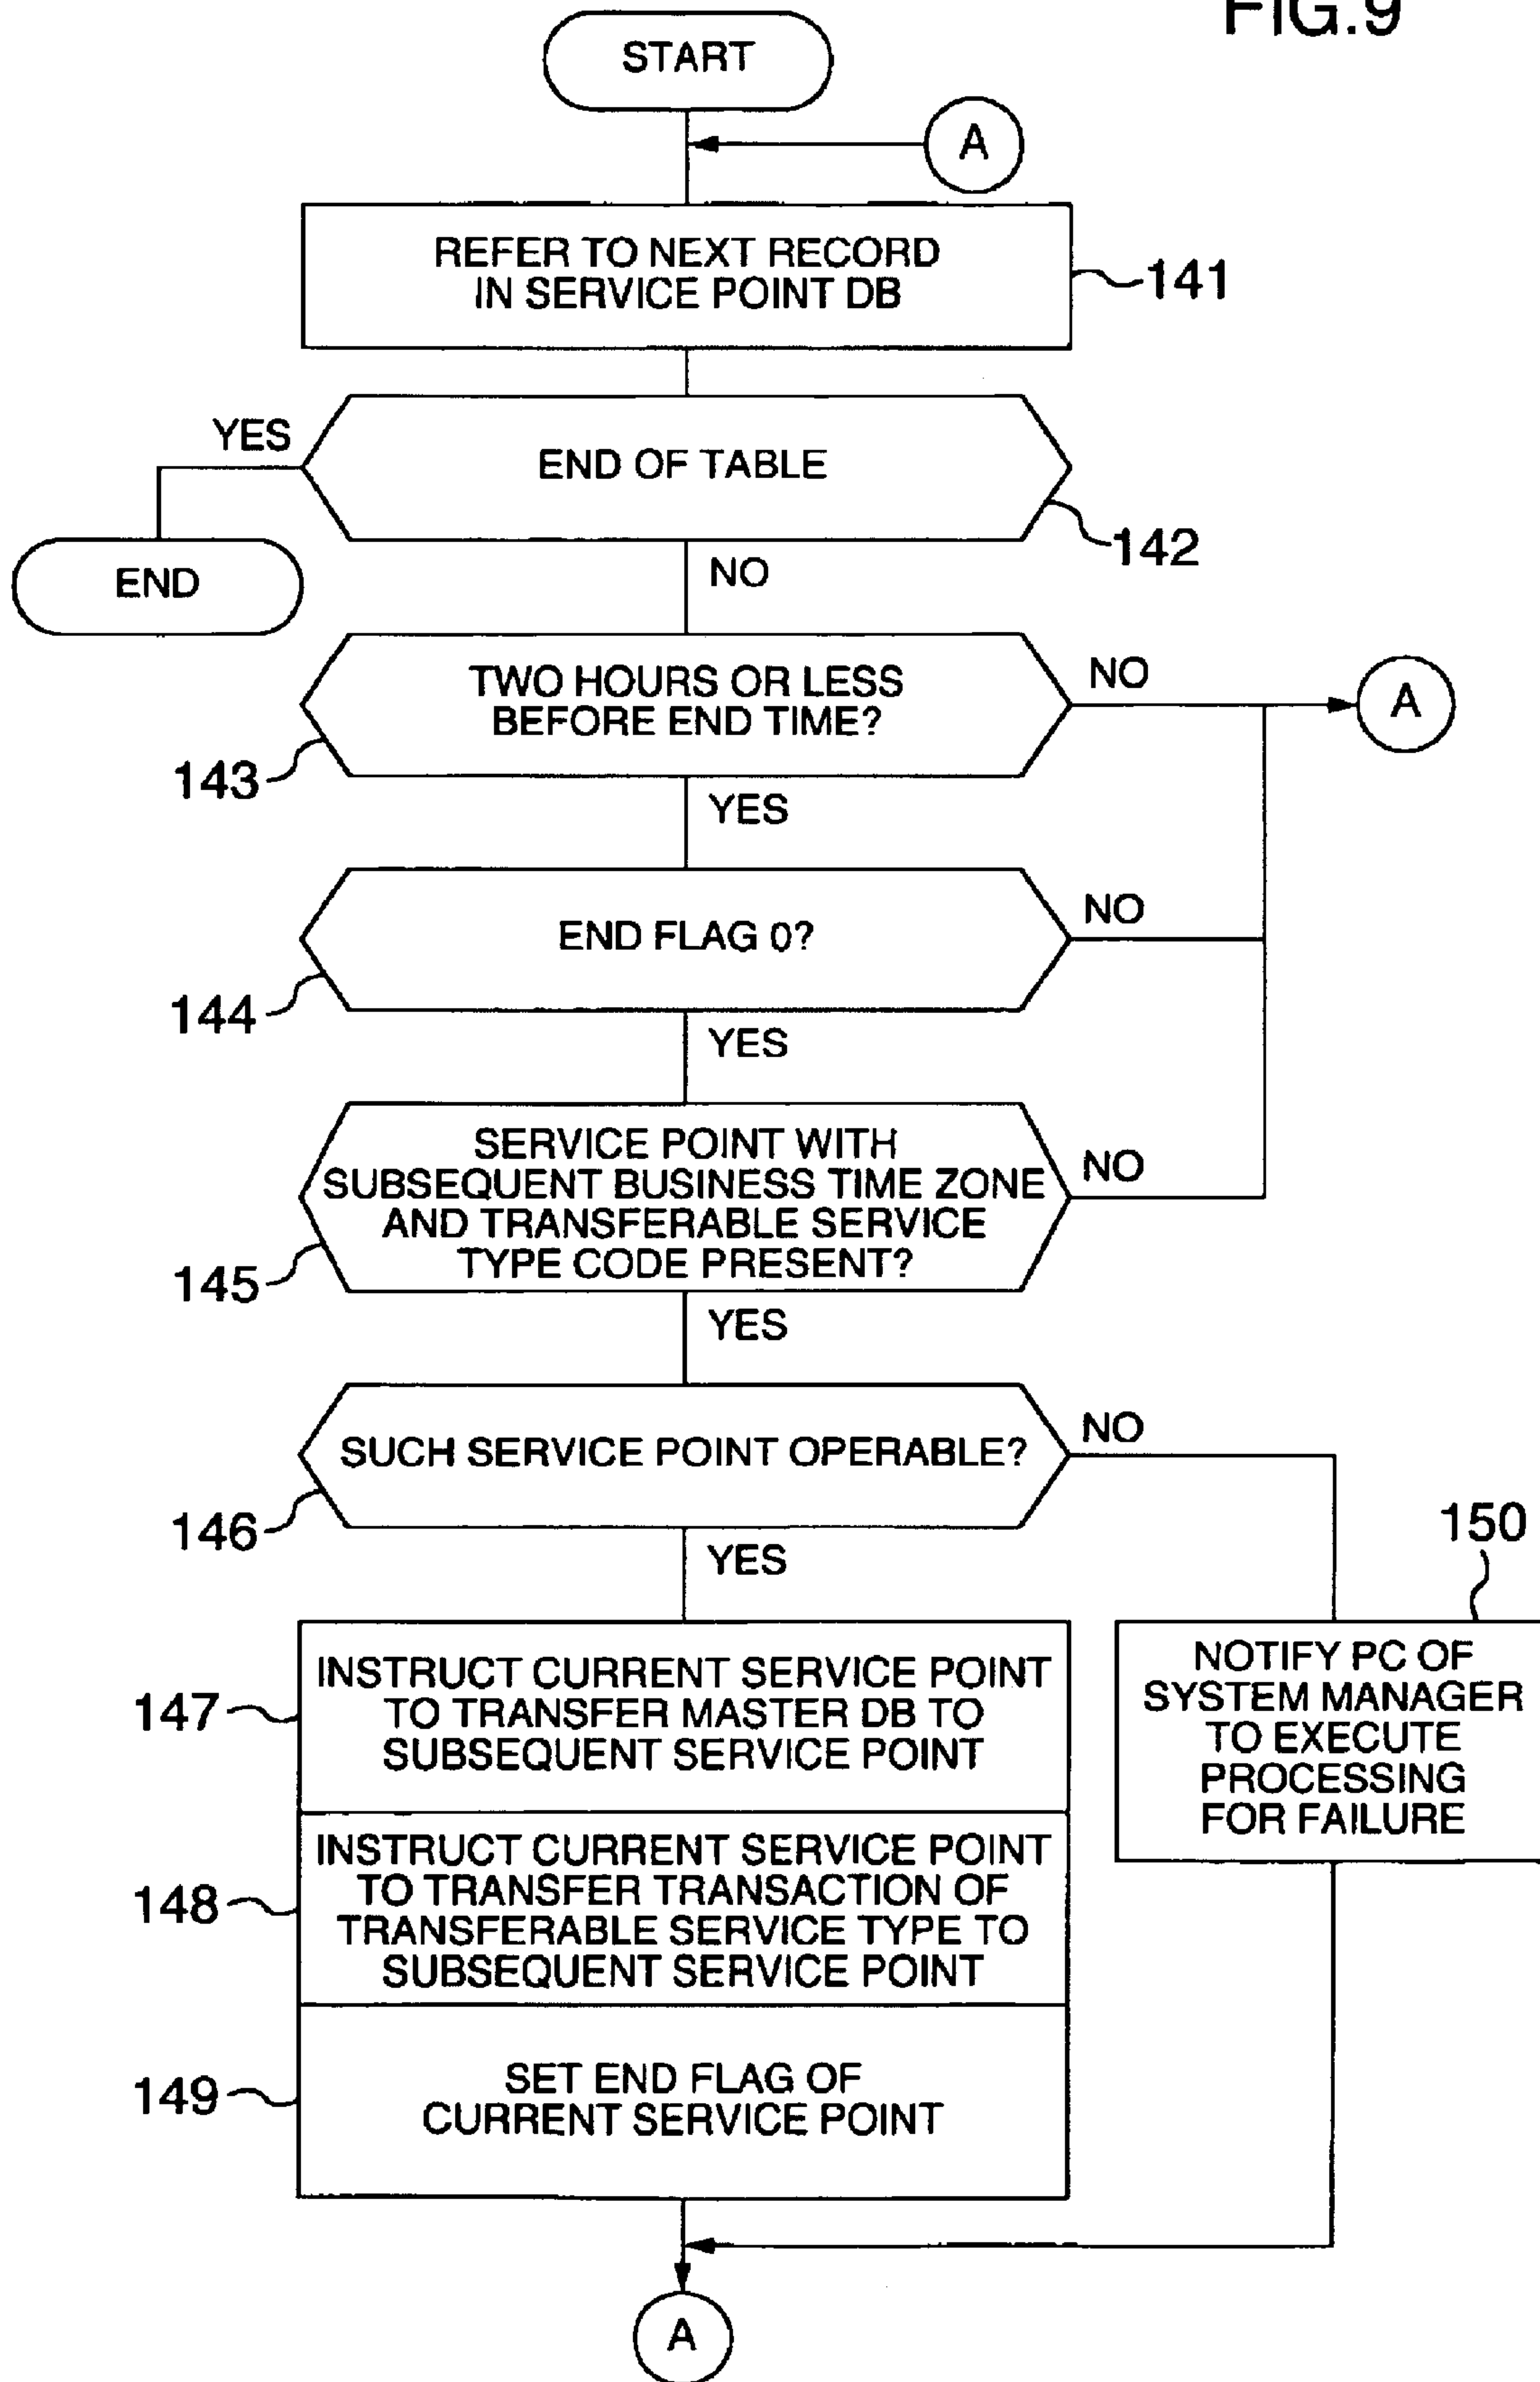 FIG.9
START
A
REFER TO NEXT RECORD
IN SERVICE POINT DB
141
YES
END OF TABLE
142
END
NO
TWO HOURS OR LESS
BEFORE END TIME?
NO
A
143
YES
END FLAG 0?
NO
144
YES
SERVICE POINT WITH
SUBSEQUENT BUSINESS TIME ZONE
AND TRANSFERABLE SERVICE
TYPE CODE PRESENT?
NO
145
YES
SUCH SERVICE POINT OPERABLE?
NO
146
YES
150
INSTRUCT CURRENT SERVICE POINT
TO TRANSFER MASTER DB TO
SUBSEQUENT SERVICE POINT
147
NOTIFY PC OF
SYSTEM MANAGER
TO EXECUTE
PROCESSING
FOR FAILURE
INSTRUCT CURRENT SERVICE POINT
TO TRANSFER TRANSACTION OF
TRANSFERABLE SERVICE TYPE TO
SUBSEQUENT SERVICE POINT
148
SET END FLAG OF
CURRENT SERVICE POINT
149
A